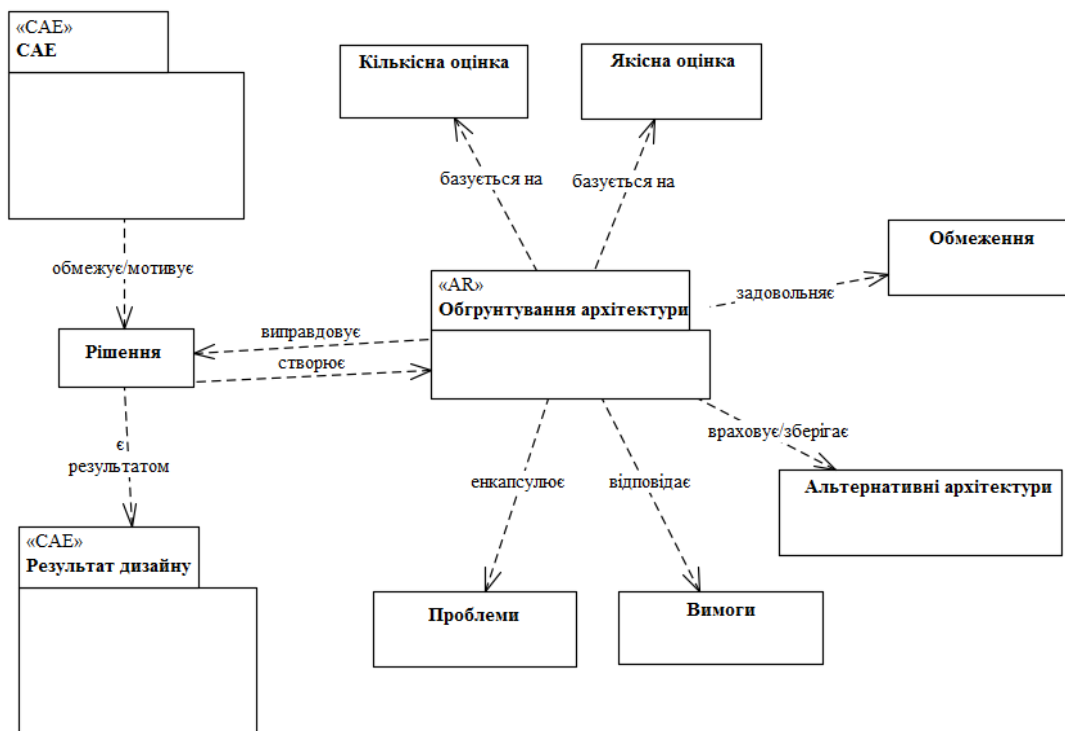 «CAE»
CAE
Кількісна оцінка
Якісна оцінка
базується на
базується на
Обмеження
обмежує/мотивує
«AR»
Обгрунтування архітектури
задовольняє
Рішення
виправдовує
створює
є
результатом
враховує/зберігає
енкапсулює
відповідає
Альтернативні архітектури
«CAE»
Результат дизайну
Проблеми
Вимоги